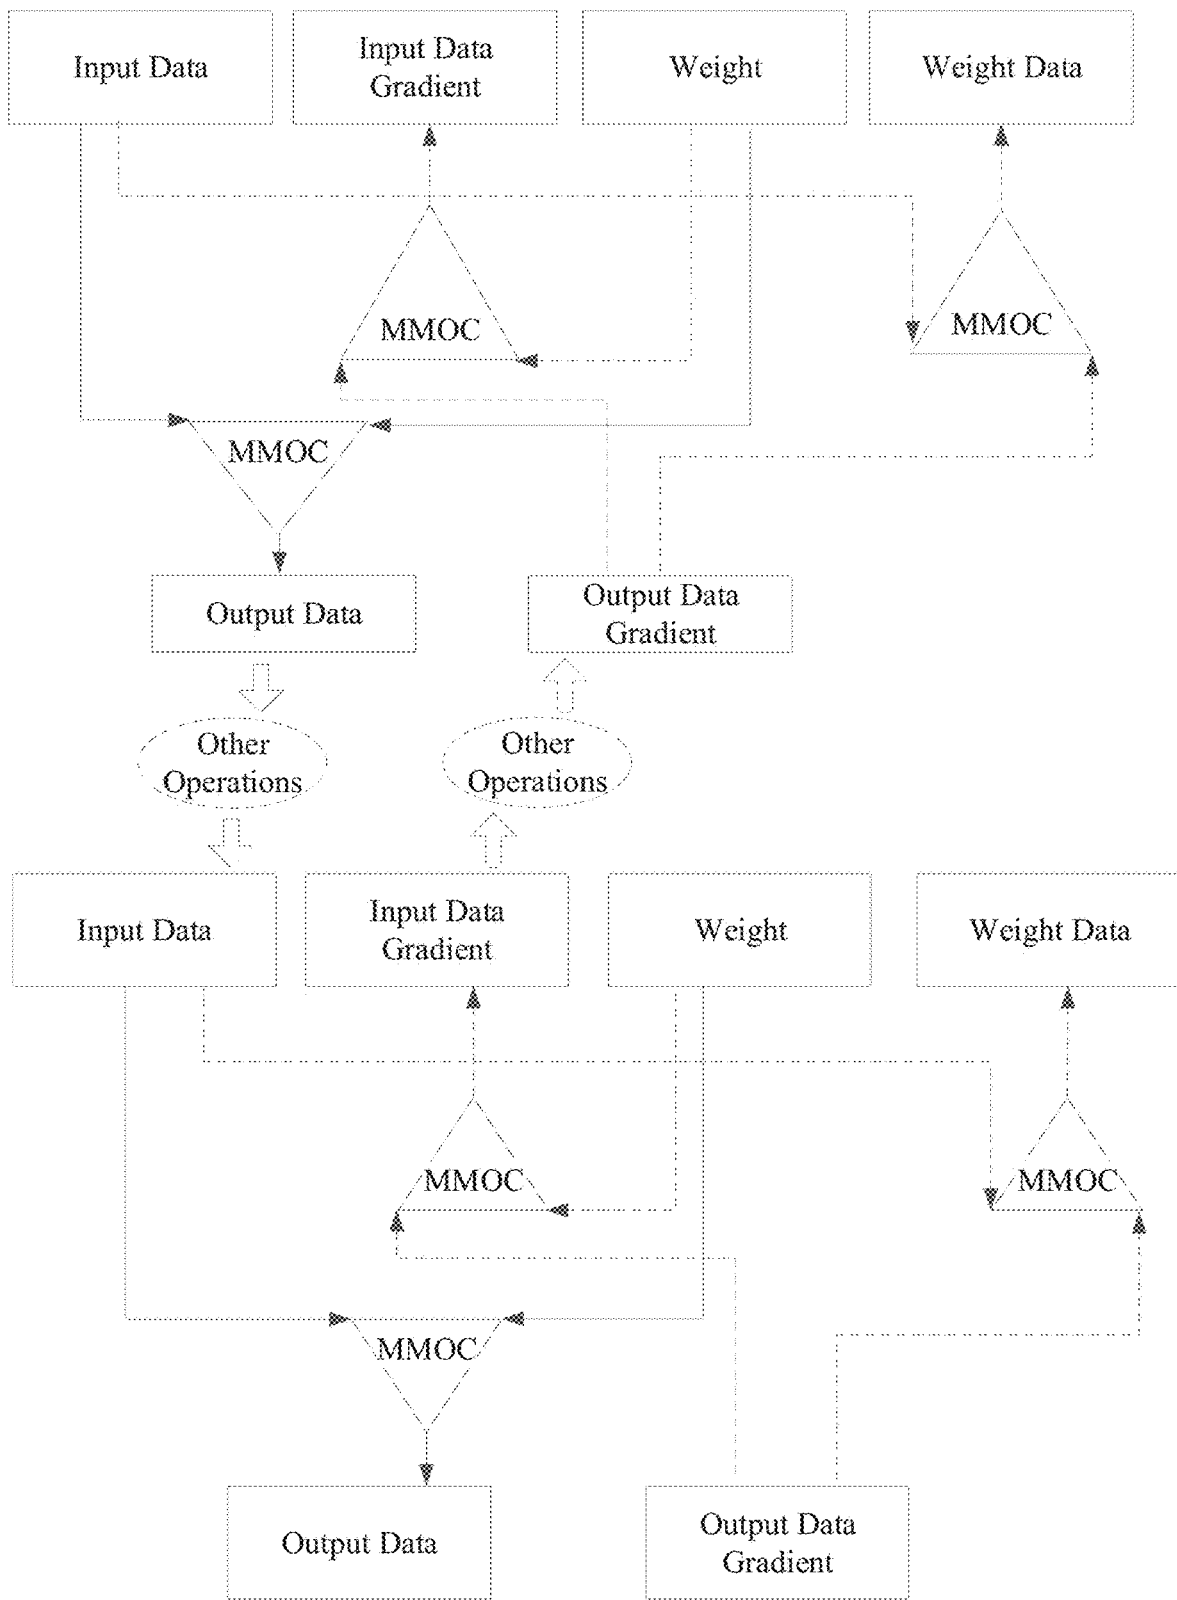 Input Data
Input Data
Gradient
Weight
Weight Data
MMOC
MMOC
MMOC
Output Data
Output Data
Gradient
Other
Operations
Other
Operations
Input Data
Input Data
Gradient
Weight
Weight Data
MMOC
MMOC
MMOC
Output Data
Output Data
Gradient